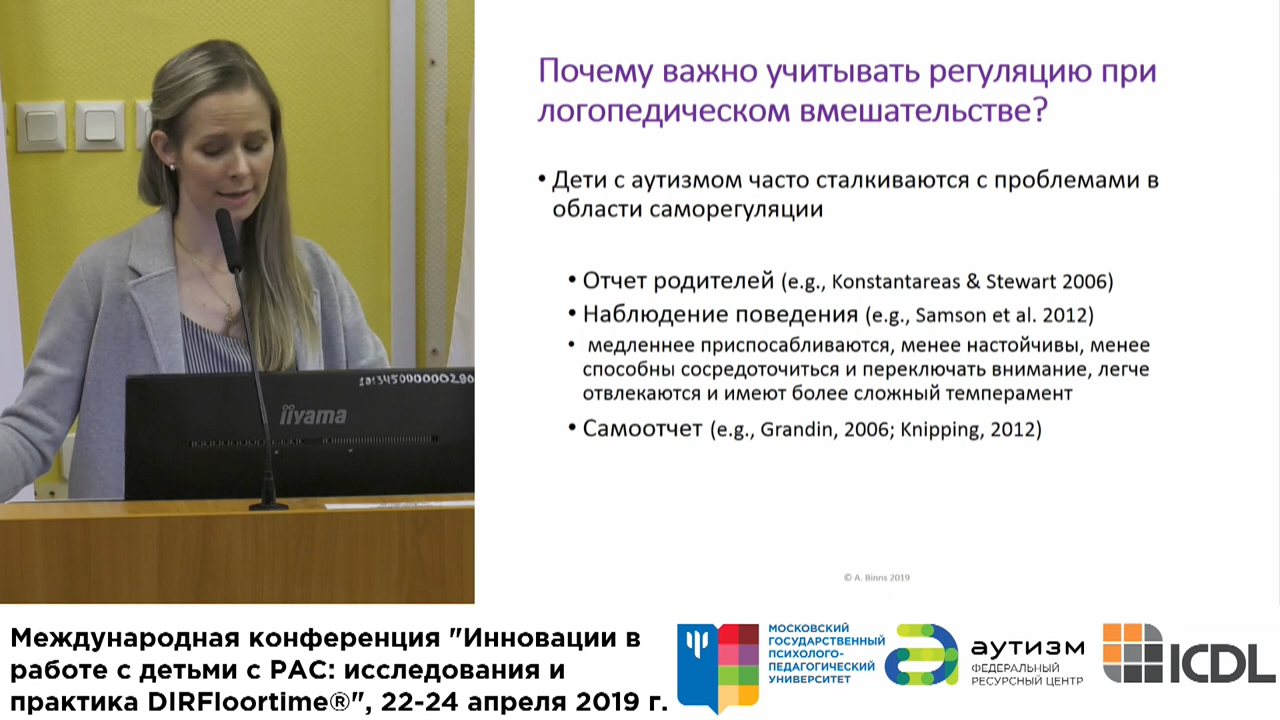 Почему важно учитывать регуляцию при
логопедическом вмешательстве?
• Дети с аутизмом часто сталкиваются с проблемами в
области саморегуляции
• Отчет родителей (e.g., Konstantareas & Stewart 2006)
• Наблюдение поведения (e.g., Samson et al. 2012)
• медленнее приспосабливаются, менее настойчивы, менее
способны сосредоточиться и переключать внимание, легче
отвлекаются и имеют более сложный темперамент
• Самоотчет (e.g., Grandin, 2006; Knipping, 2012)
© A. Binns 2019
iiyama
Международная конференция "Инновации в
работе с детьми с РАС: исследования и
практика DIRFloortime®", 22-24 апреля 2019 г.
МОСКОВСКИЙ
ГОСУДАРСТВЕННЫЙ
ПСИХОЛОГО-
ПЕДАГОГИЧЕСКИЙ
УНИВЕРСИТЕТ
аутизм
ФЕДЕРАЛЬНЫЙ
РЕСУРСНЫЙ ЦЕНТР
ICDL